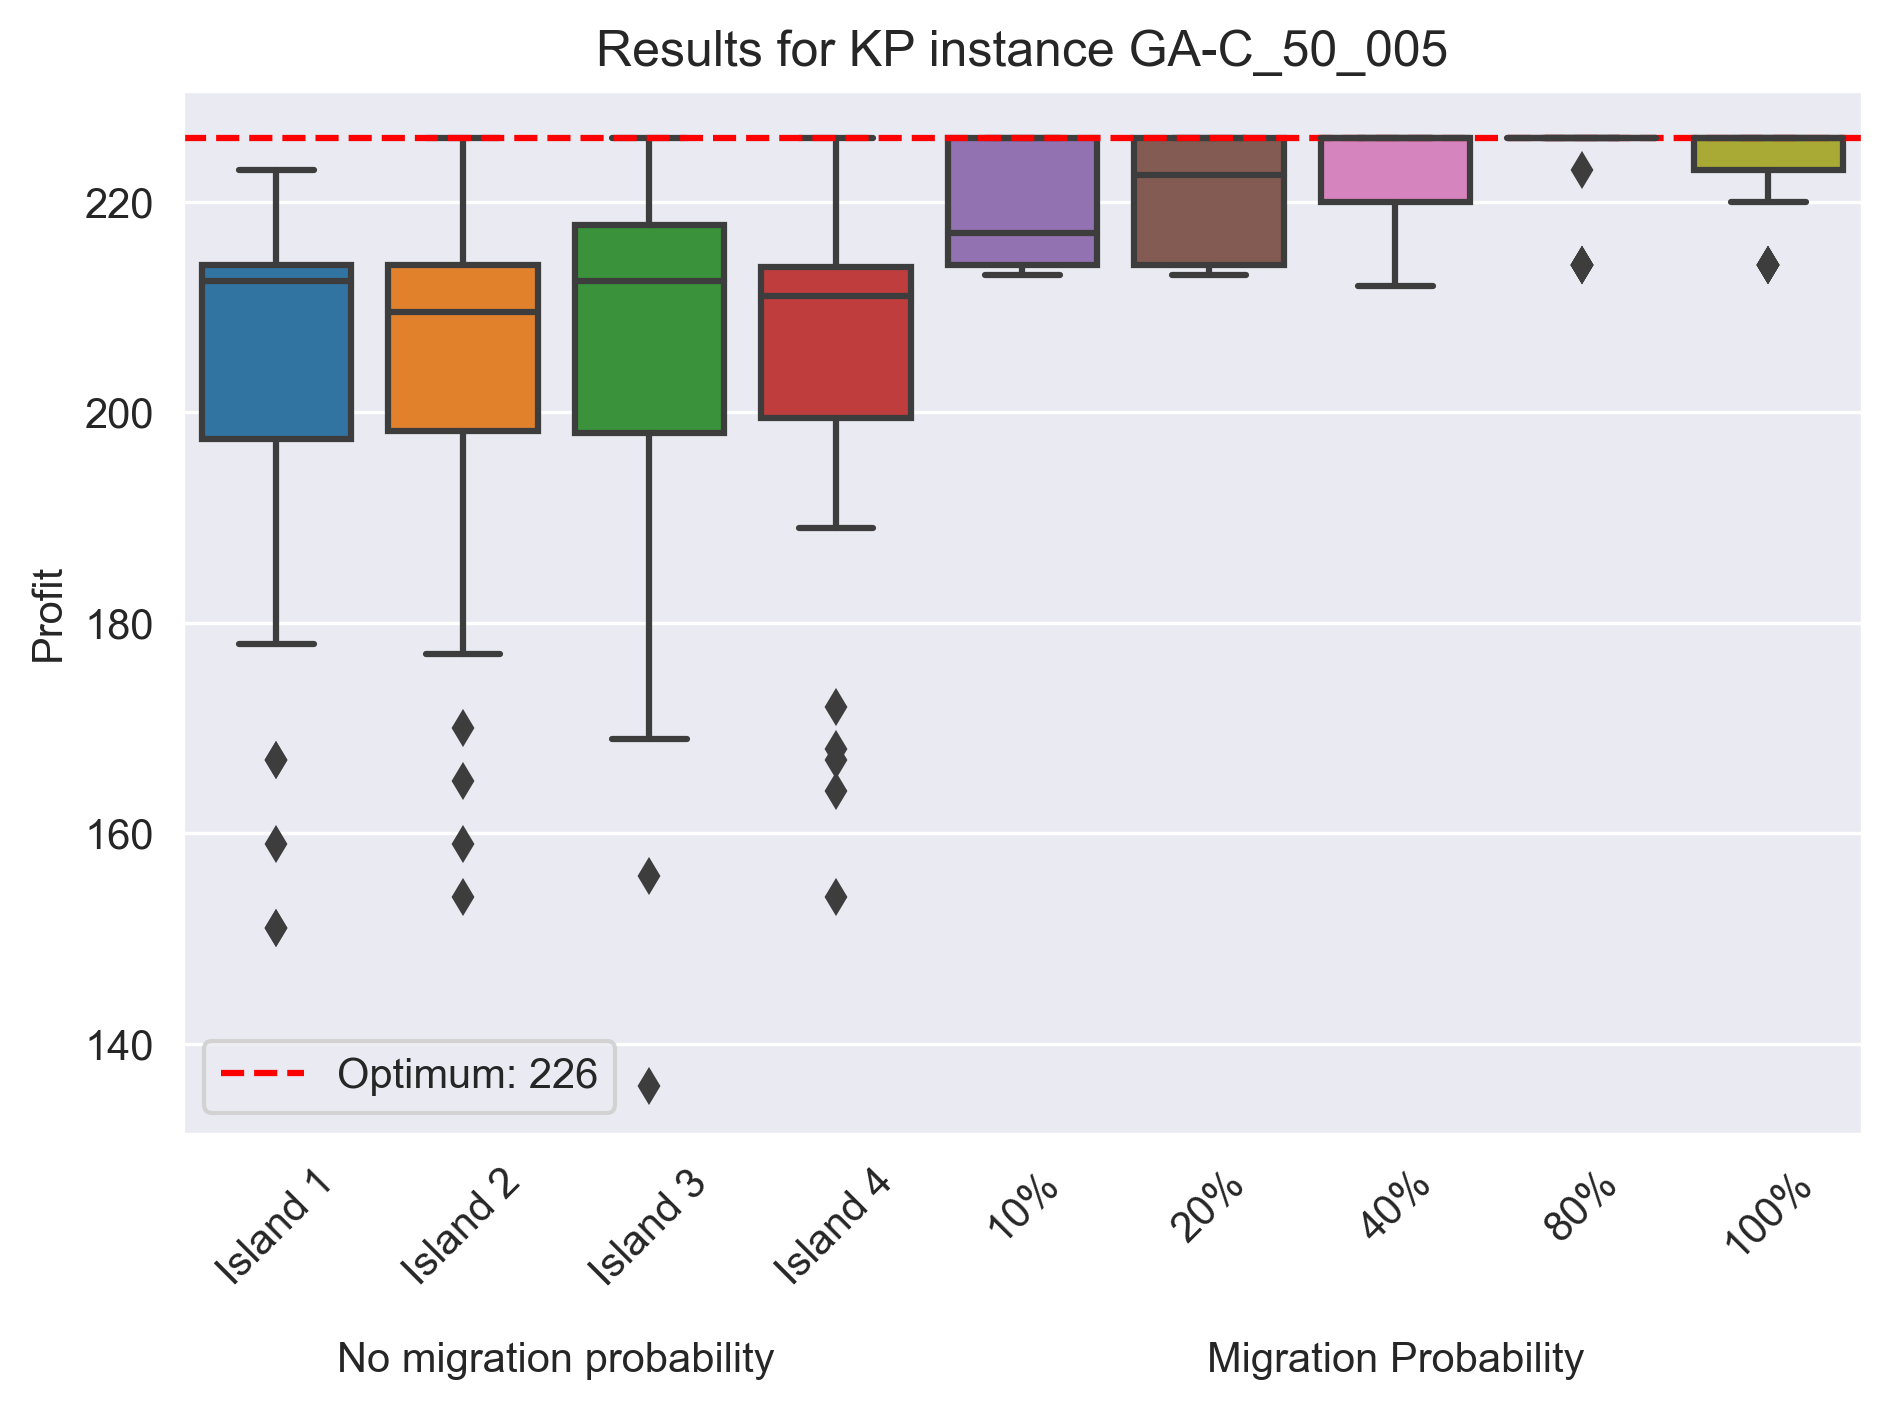 Results for KP instance GA-C_50_005
Profit
220
200
180
160
140
Optimum: 226
Island 1
Island 2
Island 3
Island 4
10%
20%
40%
80%
100%
No migration probability
Migration Probability